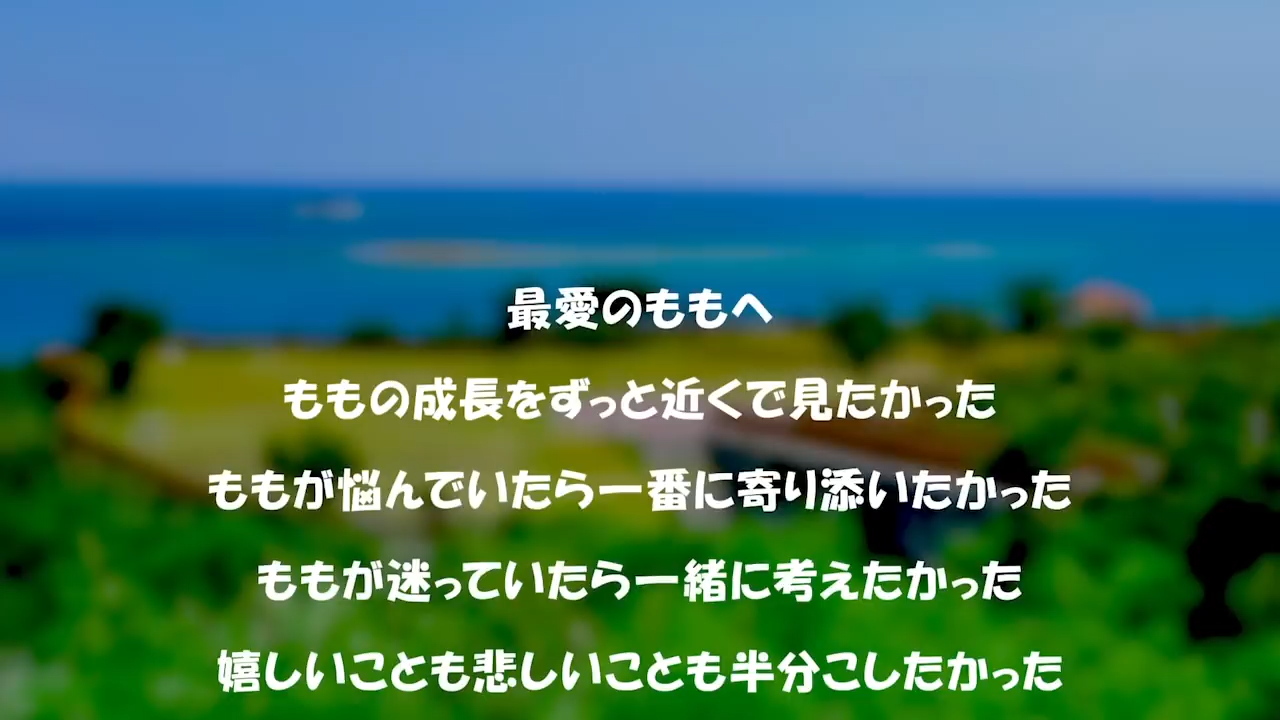 最愛のももへ
ももの成長をずっと近くで見たかった
ももが悩んでいたら一番に寄り添いたかった
ももが迷っていたら一緒に考えたかった
嬉しいことも悲しいことも半分こしたかった